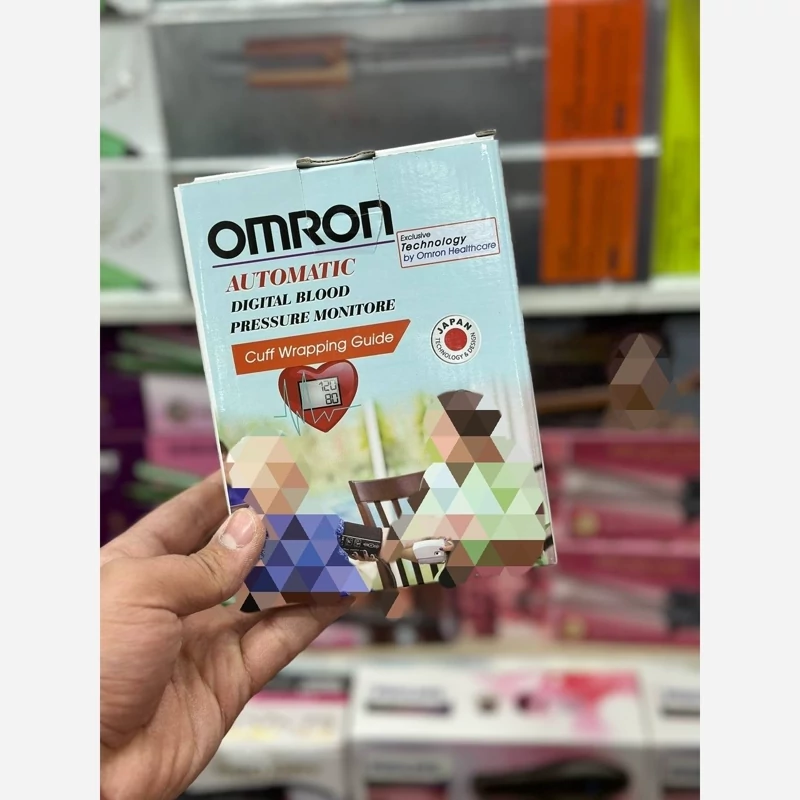 OMRON
Exclusive
Technology
by Omron Healthcare
AUTOMATIC
DIGITAL BLOOD
PRESSURE MONITORE
Cuff Wrapping Guide
JAPAN
TECHNOLOGY & DESIGN
120
80